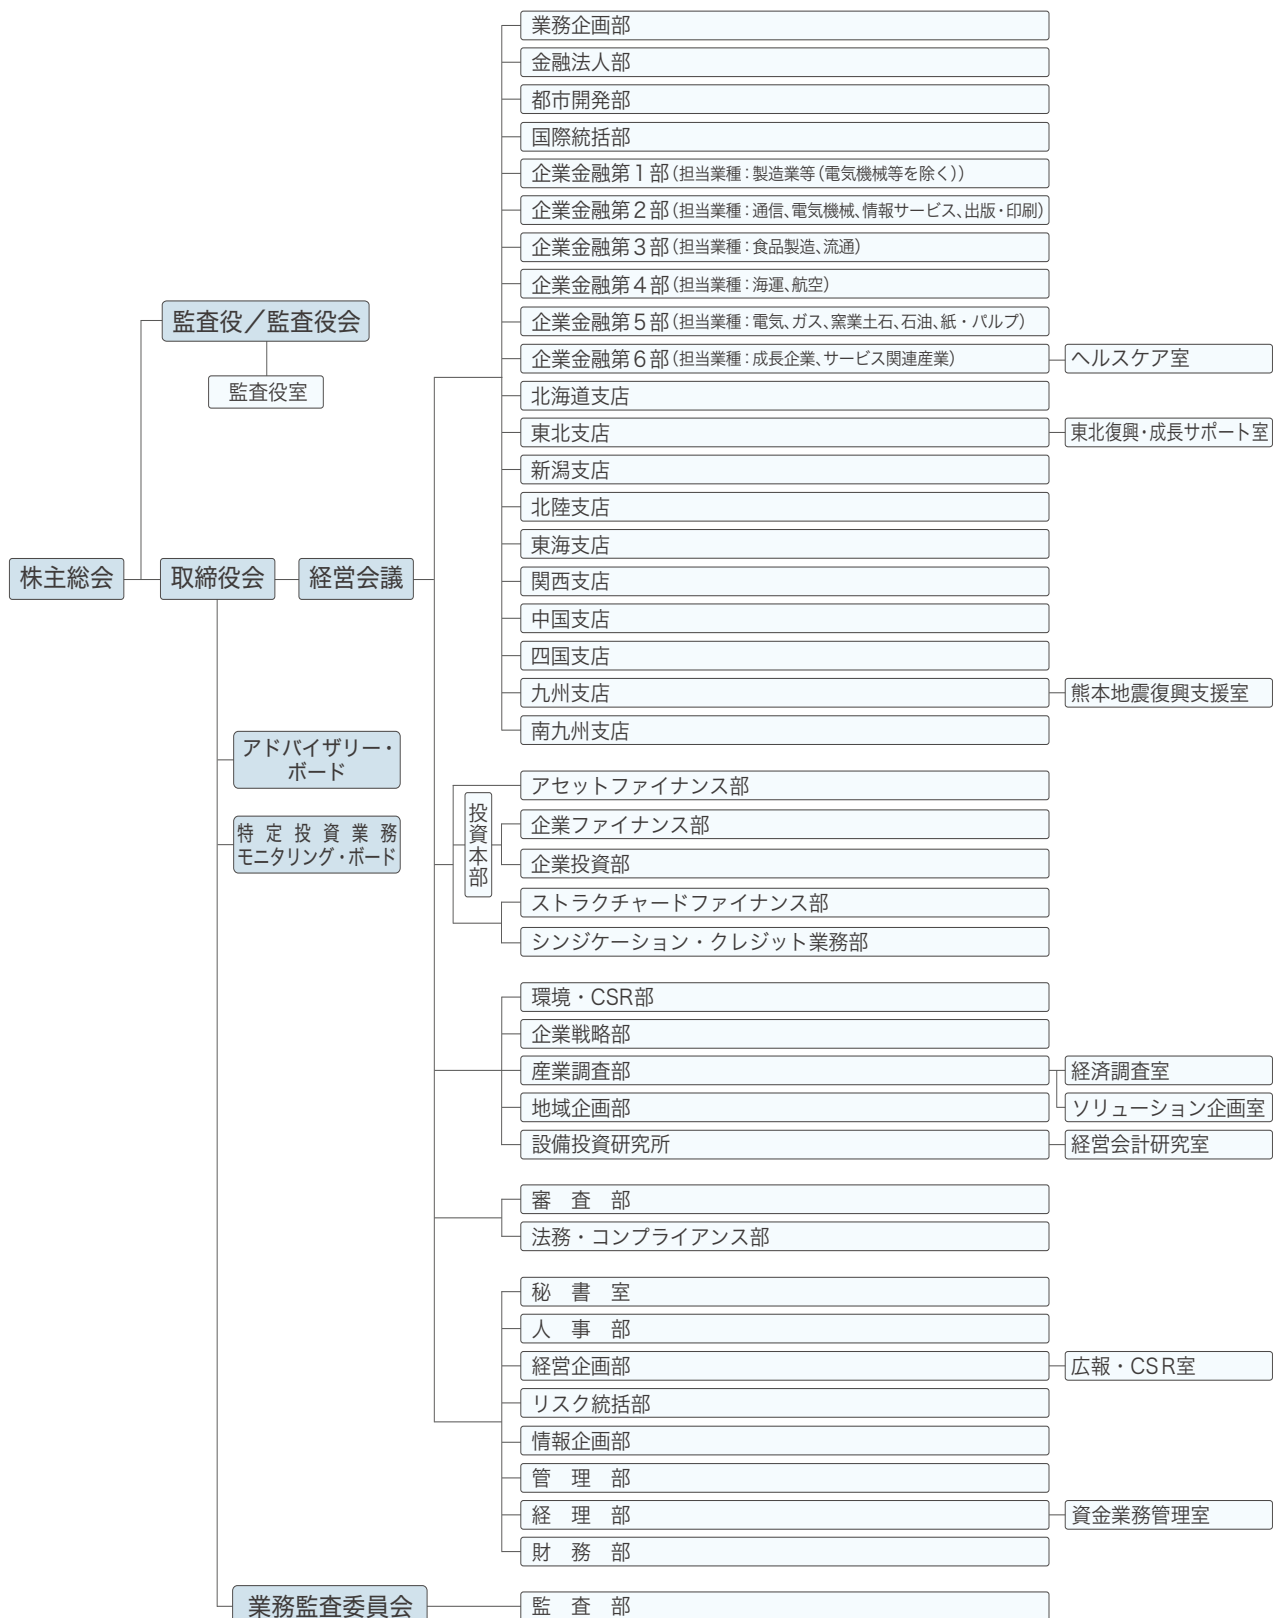 業務企画部
金融法人部
都市開発部
国際統括部
企業金融第1部(担当業種:製造業等(電気機械等を除く))
企業金融第2部(担当業種:通信、電気機械、情報サービス、出版・印刷)
企業金融第3部(担当業種:食品製造、流通)
企業金融第4部(担当業種:海運、航空)
監査役／監査役会
企業金融第5部(担当業種:電気、ガス、窯業土石、石油、紙・パルプ)
企業金融第6部(担当業種:成長企業、サービス関連産業)
ヘルスケア室
監査役室
北海道支店
東北支店
東北復興・成長サポート室
新潟支店
北陸支店
東海支店
株主総会
取締役会
経営会議
関西支店
中国支店
四国支店
九州支店
熊本地震復興支援室
南九州支店
アドバイザリー・
ボード
特定投資業務
モニタリング・ボード
投資本部
アセットファイナンス部
企業ファイナンス部
企業投資部
ストラクチャードファイナンス部
シンジケーション・クレジット業務部
環境・CSR部
企業戦略部
産業調査部
経済調査室
地域企画部
ソリューション企画室
設備投資研究所
経営会計研究室
審　査　部
法務・コンプライアンス部
秘　書　室
人　事　部
経営企画部
広報・CSR室
リスク統括部
情報企画部
管　理　部
経　理　部
資金業務管理室
財　務　部
業務監査委員会
監　査　部